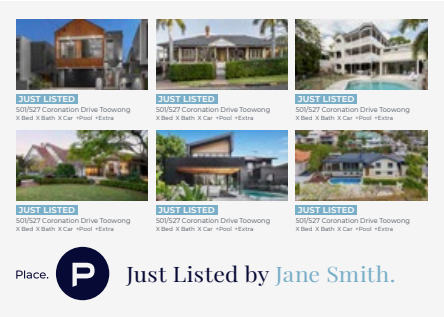 JUST LISTED
501/527 Coronation Drive Toowong
X Bed X Bath X Car +Pool +Extra
JUST LISTED
501/527 Coronation Drive Toowong
X Bed X Bath X Car +Pool +Extra
JUST LISTED
501/527 Coronation Drive Toowong
X Bed X Bath X Car +Pool +Extra
JUST LISTED
501/527 Coronation Drive Toowong
X Bed X Bath X Car +Pool +Extra
JUST LISTED
501/527 Coronation Drive Toowong
X Bed X Bath X Car +Pool +Extra
JUST LISTED
501/527 Coronation Drive Toowong
X Bed X Bath X Car +Pool +Extra
Place. P Just Listed by Jane Smith.